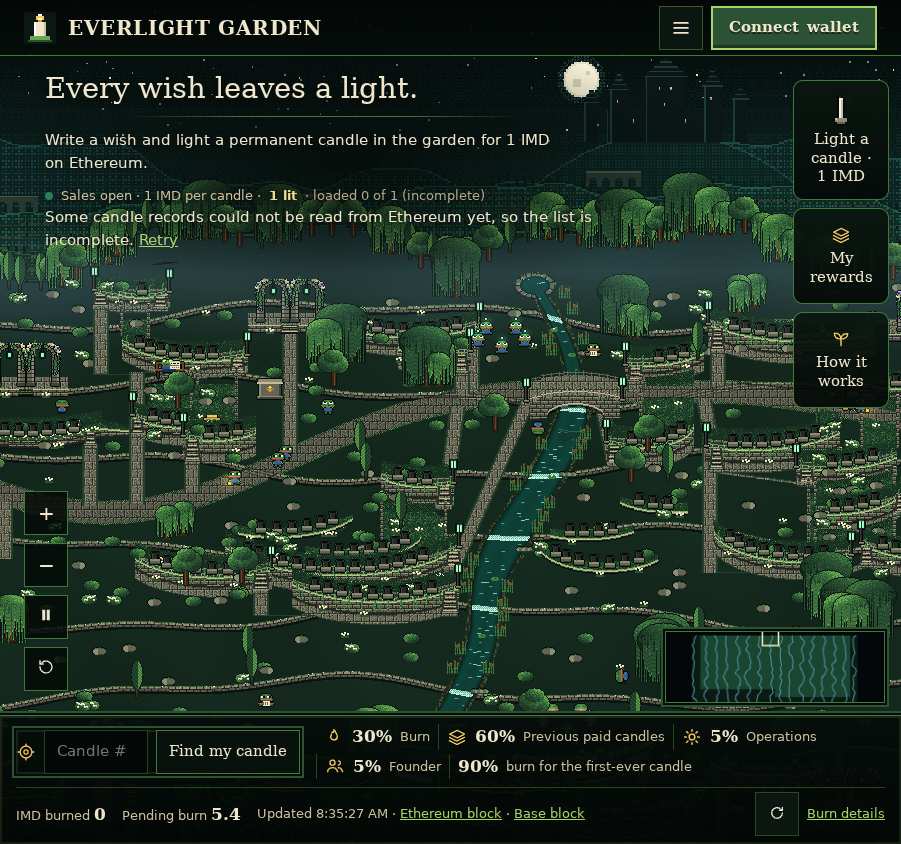 EVERLIGHT GARDEN
Connect wallet
Every wish leaves a light.
Write a wish and light a permanent candle in the garden for 1 IMD
on Ethereum.
Sales open · 1 IMD per candle · 1 lit · loaded 0 of 1 (incomplete)
Some candle records could not be read from Ethereum yet, so the list is
incomplete. Retry
Light a
candle ·
1 IMD
My
rewards
How it
works
+
−
Candle #
Find my candle
30% Burn
60% Previous paid candles
5% Operations
5% Founder
90% burn for the first-ever candle
IMD burned 0
Pending burn 5.4
Updated 8:35:27 AM · Ethereum block · Base block
Burn details